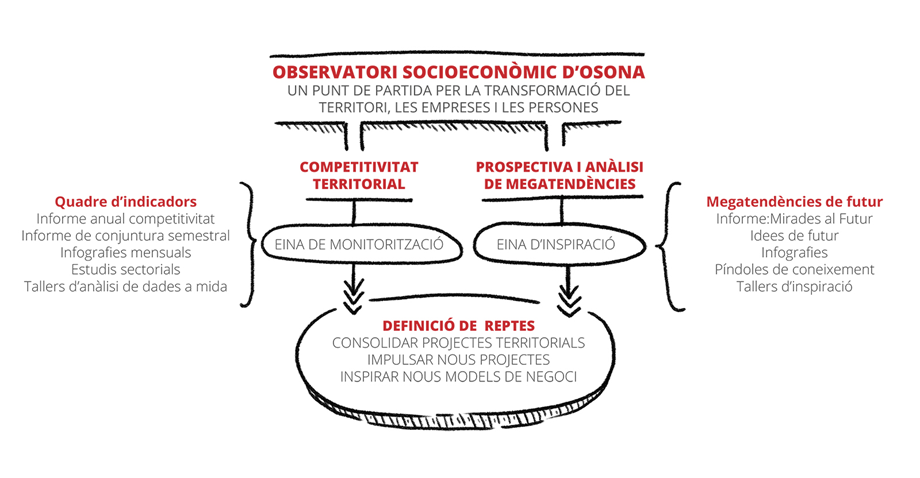 OBSERVATORI SOCIOECONÒMIC D'OSONA
UN PUNT DE PARTIDA PER LA TRANSFORMACIÓ DEL
TERRITORI, LES EMPRESES I LES PERSONES
COMPETITIVITAT
TERRITORIAL
PROSPECTIVA I ANÀLISI
DE MEGATENDÈNCIES
Quadre d'indicadors
Informe anual competitivitat
Informe de conjuntura semestral
Infografies mensuals
Estudis sectorials
Tallers d'anàlisi de dades a mida
EINA DE MONITORITZACIÓ
EINA D'INSPIRACIÓ
Megatendències de futur
Informe:Mirades al Futur
Idees de futur
Infografies
Píndoles de coneixement
Tallers d'inspiració
DEFINICIÓ DE REPTES
CONSOLIDAR PROJECTES TERRITORIALS
IMPULSAR NOUS PROJECTES
INSPIRAR NOUS MODELS DE NEGOCI